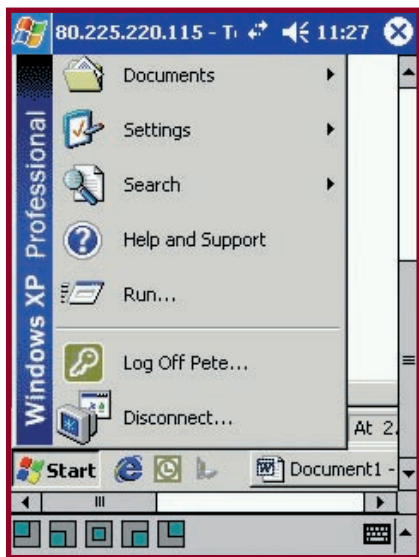 80.225.220.115 - T 11:27
Documents
Settings
Search
Help and Support
Run...
Log Off Pete...
Disconnect...
Windows XP Professional
At 2.
Start Document1 -